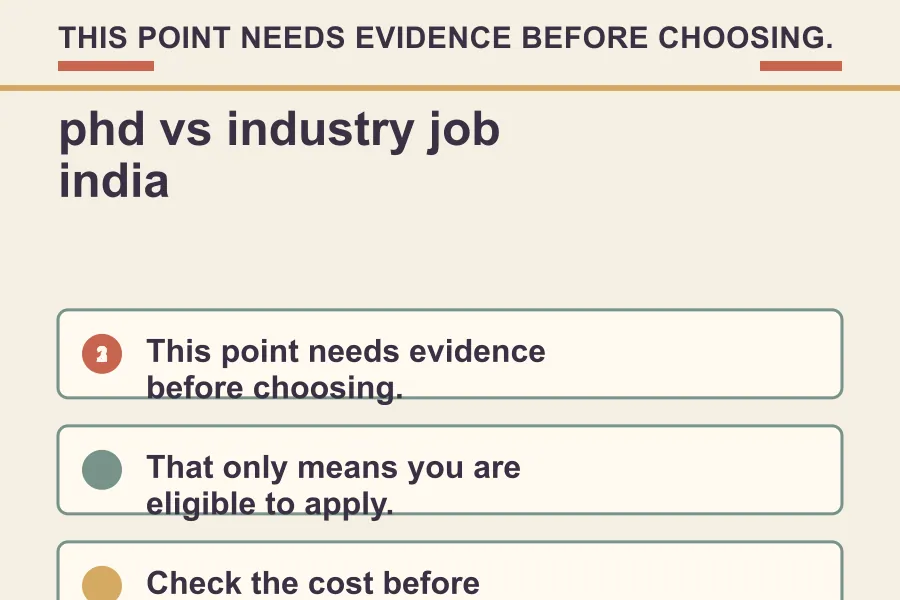 THIS POINT NEEDS EVIDENCE BEFORE CHOOSING.
phd vs industry job
india
This point needs evidence
before choosing.
That only means you are
eligible to apply.
Check the cost before